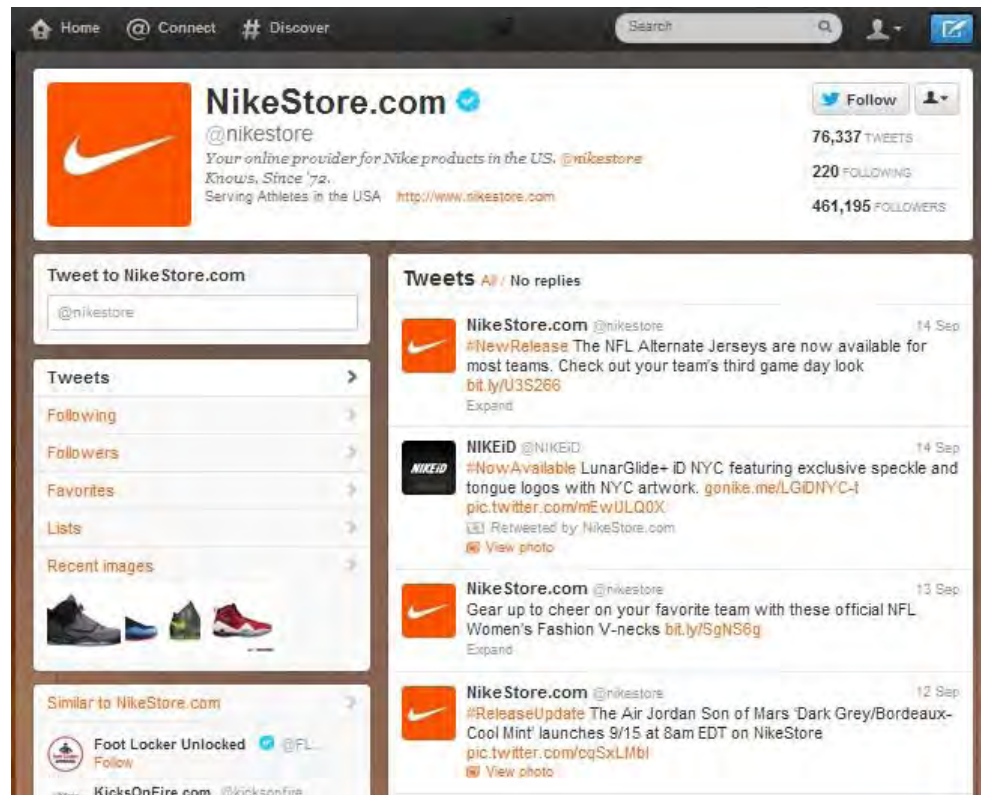 Home @ Connect # Discover Search
NikeStore.com
@nikestore
Your online provider for Nike products in the US. @nikestore
Knows, Since '72.
Serving Athletes in the USA http://www.nikestore.com
Follow
76,337 TWEETS
220 FOLLOWING
461,195 FOLLOWERS
Tweet to NikeStore.com
@nikestore
Tweets
Following
Followers
Favorites
Lists
Recent images
Similar to NikeStore.com
Foot Locker Unlocked @FL...
Follow
KicksOnFire.com @kicksonfire
Tweets All / No replies
NikeStore.com @nikestore 14 Sep
#NewRelease The NFL Alternate Jerseys are now available for
most teams. Check out your team's third game day look
bit.ly/U3S266
Expand
NIKEiD
NIKEiD @NIKEiD 14 Sep
#NowAvailable LunarGlide+ iD NYC featuring exclusive speckle and
tongue logos with NYC artwork. gonike.me/LGiDNYC-t
pic.twitter.com/mEwULQ0X
Retweeted by NikeStore.com
View photo
NikeStore.com @nikestore 13 Sep
Gear up to cheer on your favorite team with these official NFL
Women's Fashion V-necks bit.ly/SgNS6g
Expand
NikeStore.com @nikestore 12 Sep
#ReleaseUpdate The Air Jordan Son of Mars 'Dark Grey/Bordeaux-
Cool Mint' launches 9/15 at 8am EDT on NikeStore
pic.twitter.com/cgSxLMbl
View photo